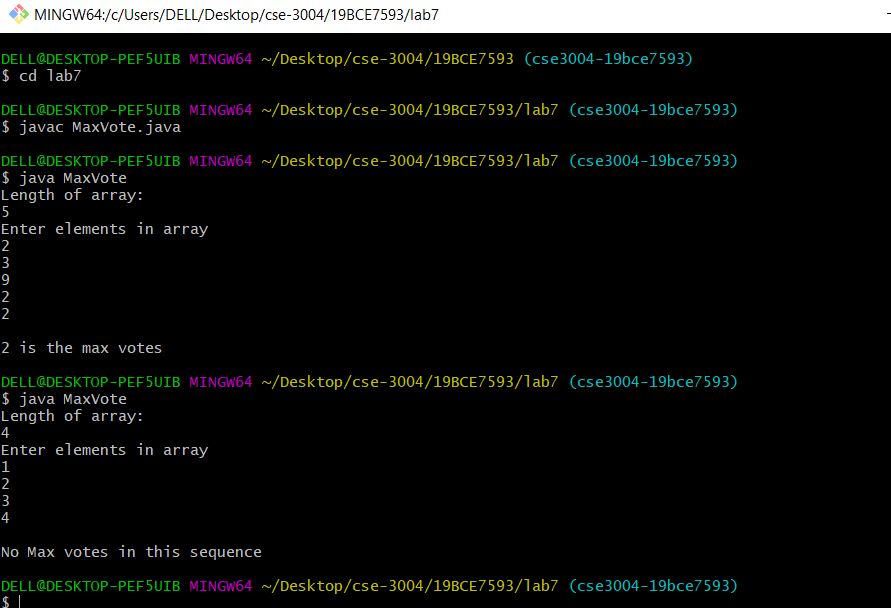 MINGW64:/c/Users/DELL/Desktop/cse-3004/19BCE7593/lab7
DELL@DESKTOP-PEF5UIB MINGW64 ~/Desktop/cse-3004/19BCE7593 (cse3004-19bce7593)
$ cd lab7
DELL@DESKTOP-PEF5UIB MINGW64 ~/Desktop/cse-3004/19BCE7593/lab7 (cse3004-19bce7593)
$ javac MaxVote.java
DELL@DESKTOP-PEF5UIB MINGW64 ~/Desktop/cse-3004/19BCE7593/lab7 (cse3004-19bce7593)
$ java MaxVote
Length of array:
5
Enter elements in array
2
3
9
2
2
2 is the max votes
DELL@DESKTOP-PEF5UIB MINGW64 ~/Desktop/cse-3004/19BCE7593/lab7 (cse3004-19bce7593)
$ java MaxVote
Length of array:
4
Enter elements in array
1
2
3
4
No Max votes in this sequence
DELL@DESKTOP-PEF5UIB MINGW64 ~/Desktop/cse-3004/19BCE7593/lab7 (cse3004-19bce7593)
$